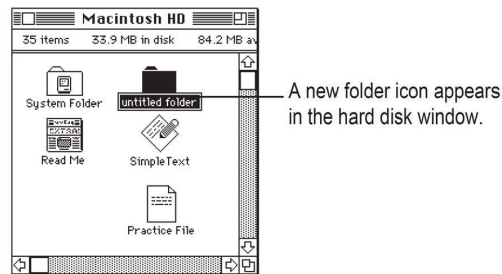 Macintosh HD
35 items 33.9 MB in disk 84.2 MB av
System Folder untitled folder
Read Me SimpleText
Practice File
A new folder icon appears
in the hard disk window.